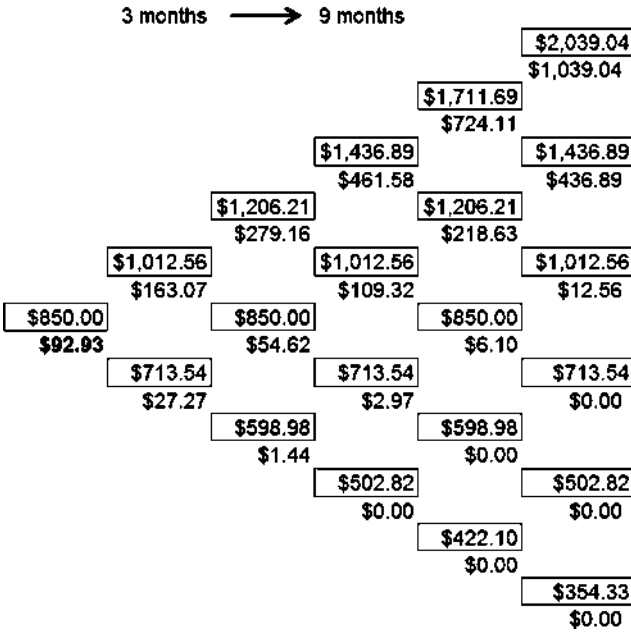 3 months → 9 months
$2,039.04
$1,039.04
$1,711.69
$724.11
$1,436.89 $1,436.89
$461.58 $436.89
$1,206.21 $1,206.21
$279.16 $218.63
$1,012.56 $1,012.56 $1,012.56
$163.07 $109.32 $12.56
$850.00 $850.00 $850.00
$92.93 $54.62 $6.10
$713.54 $713.54 $713.54
$27.27 $2.97 $0.00
$598.98 $598.98
$1.44 $0.00
$502.82 $502.82
$0.00 $0.00
$422.10
$0.00
$354.33
$0.00